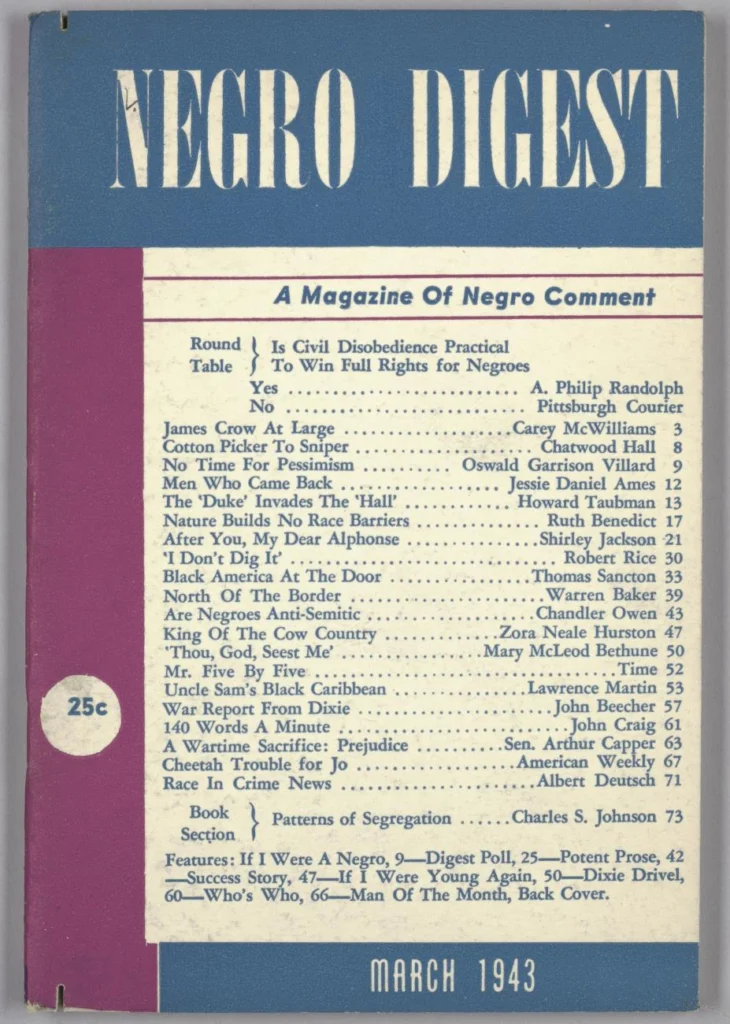 NEGRO DIGEST
A Magazine Of Negro Comment
Round Table } Is Civil Disobedience Practical
To Win Full Rights for Negroes
Yes .......................... A. Philip Randolph
No .......................... Pittsburgh Courier
James Crow At Large ....................Carey McWilliams 3
Cotton Picker To Sniper ..................... Chatwood Hall 8
No Time For Pessimism .......... Oswald Garrison Villard 9
Men Who Came Back ................... Jessie Daniel Ames 12
The 'Duke' Invades The 'Hall' ............ Howard Taubman 13
Nature Builds No Race Barriers .............. Ruth Benedict 17
After You, My Dear Alphonse ................Shirley Jackson 21
'I Don't Dig It' ................................ Robert Rice 30
Black America At The Door .................Thomas Sancton 33
North Of The Border .......................Warren Baker 39
Are Negroes Anti-Semitic ....................Chandler Owen 43
King Of The Cow Country .............Zora Neale Hurston 47
'Thou, God, Seest Me' .................Mary McLeod Bethune 50
Mr. Five By Five .....................................Time 52
Uncle Sam's Black Caribbean ...............Lawrence Martin 53
25c
War Report From Dixie .......................John Beecher 57
140 Words A Minute ...........................John Craig 61
A Wartime Sacrifice: Prejudice .........Sen. Arthur Capper 63
Cheetah Trouble for Jo ...................American Weekly 67
Race In Crime News .......................Albert Deutsch 71
Book Section } Patterns of Segregation ......Charles S. Johnson 73
Features: If I Were A Negro, 9—Digest Poll, 25—Potent Prose, 42
—Success Story, 47—If I Were Young Again, 50—Dixie Drivel,
60—Who's Who, 66—Man Of The Month, Back Cover.
MARCH 1943